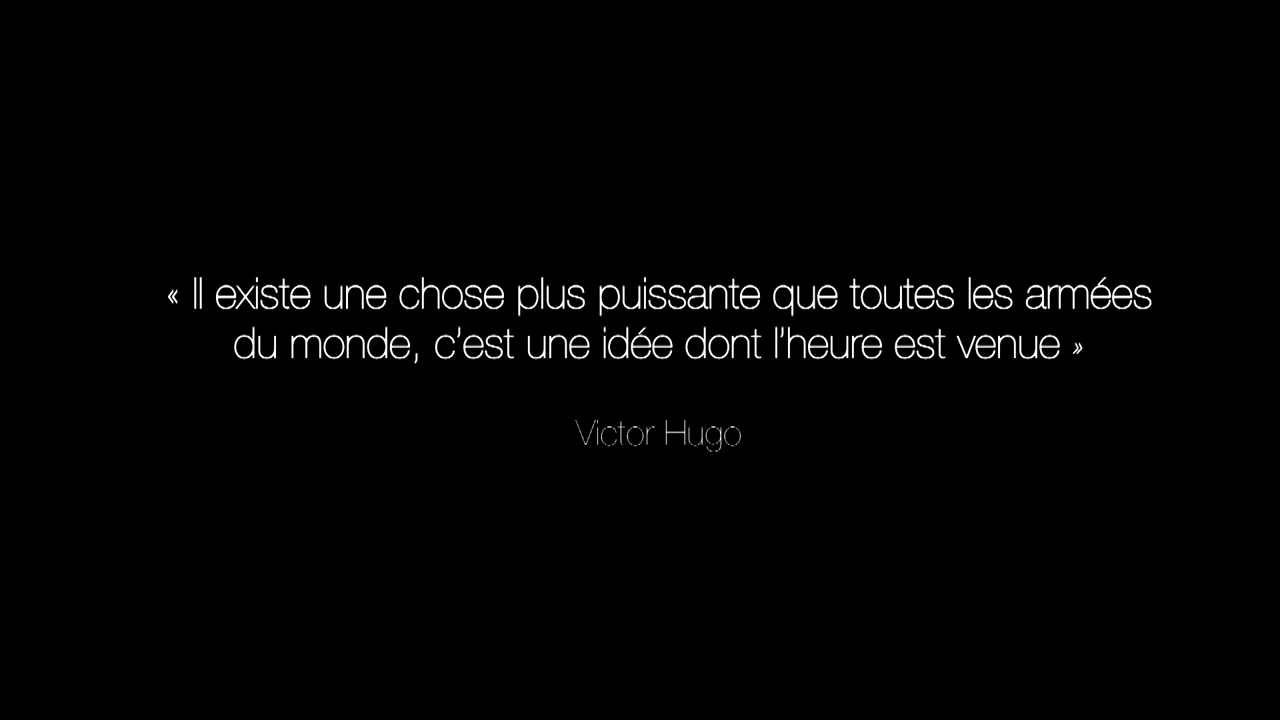 « Il existe une chose plus puissante que toutes les armées
du monde, c’est une idée dont l’heure est venue »
Victor Hugo